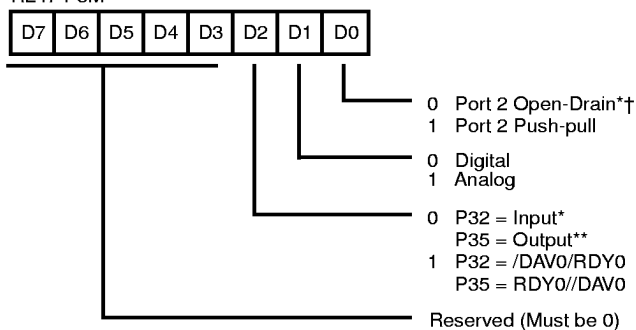 D7 D6 D5 D4 D3 D2 D1 D0
0 Port 2 Open-Drain*†
1 Port 2 Push-pull
0 Digital
1 Analog
0 P32 = Input*
P35 = Output**
1 P32 = /DAV0/RDY0
P35 = RDY0//DAV0
Reserved (Must be 0)